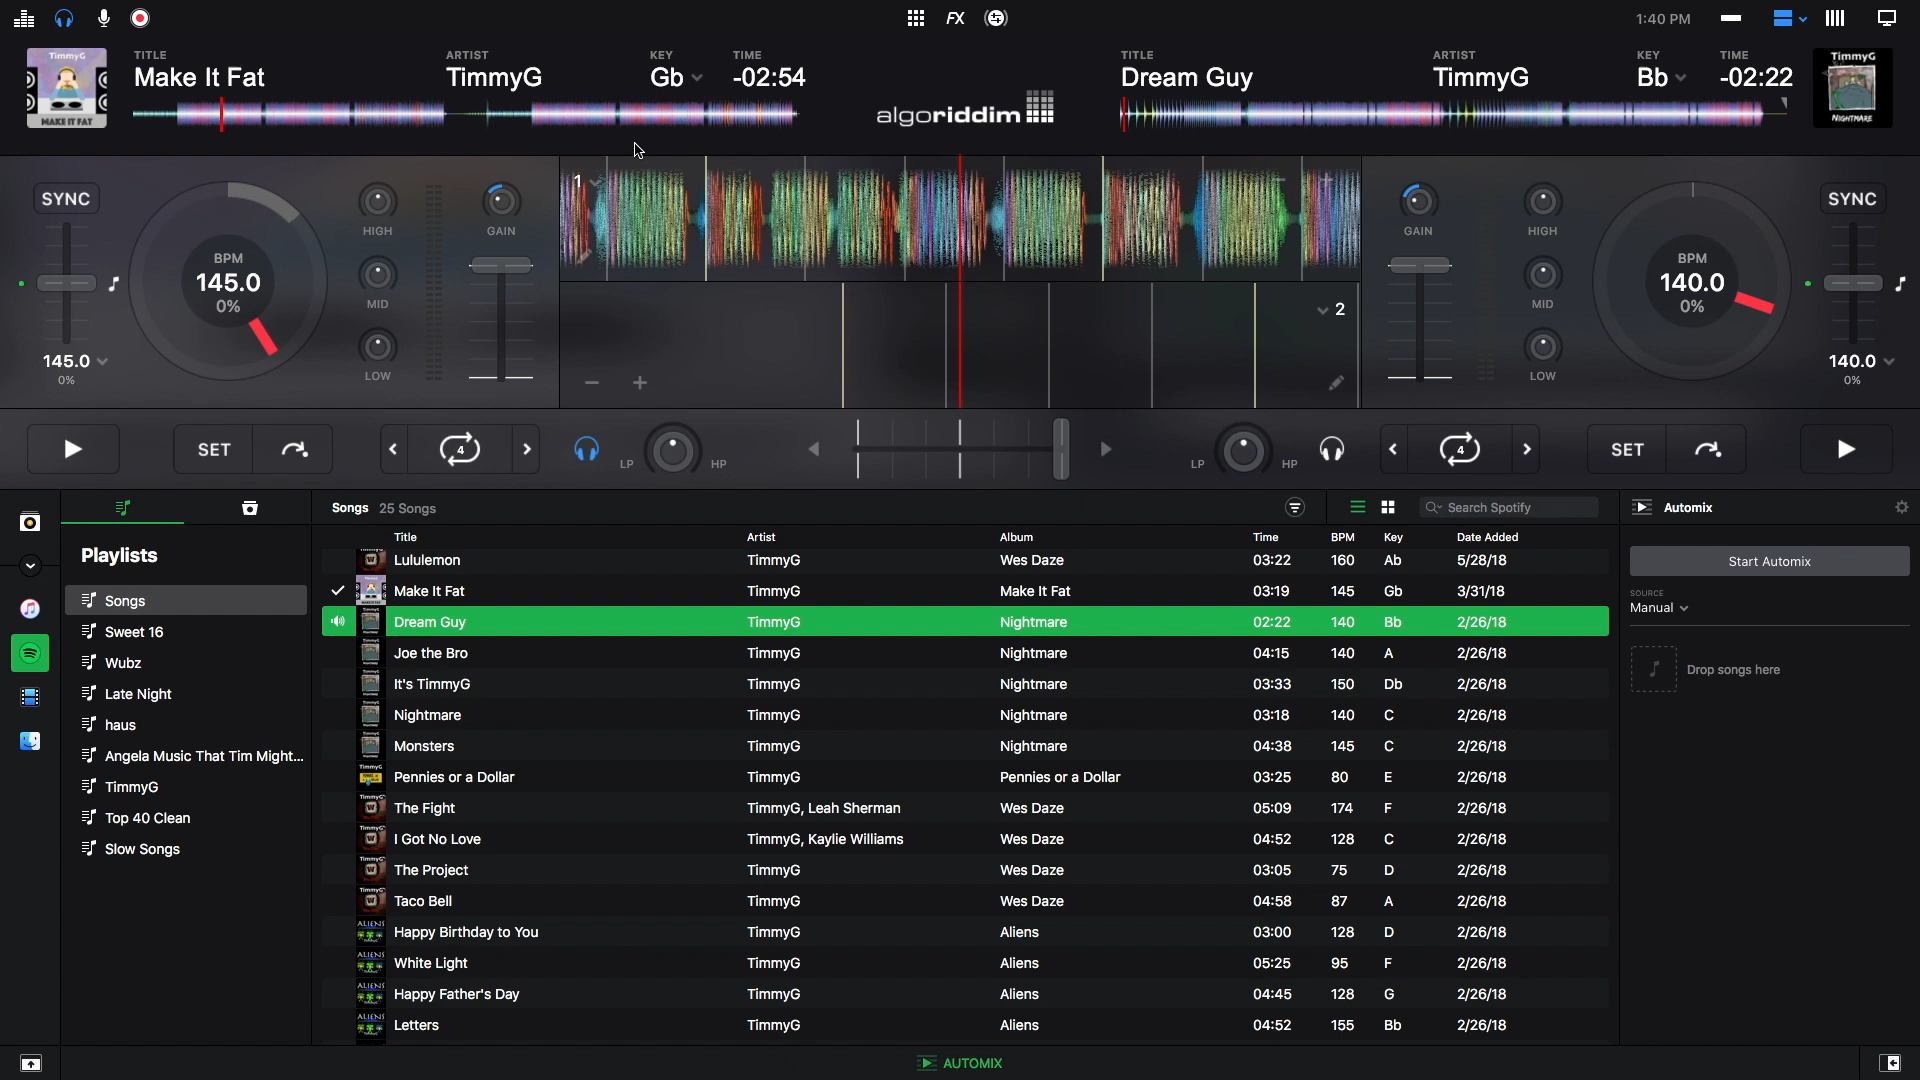 1:40 PM
FX
TimmyG
MAKE IT FAT
TITLE
Make It Fat
ARTIST
TimmyG
KEY
Gb
TIME
-02:54
algoriddim
TITLE
Dream Guy
ARTIST
TimmyG
KEY
Bb
TIME
-02:22
TimmyG
NIGHTMARE
SYNC
145.0
0%
BPM
145.0
0%
HIGH
MID
LOW
GAIN
1
2
GAIN
HIGH
MID
LOW
BPM
140.0
0%
SYNC
140.0
0%
SET
4
LP
HP
LP
HP
4
SET
Playlists
Songs
Sweet 16
Wubz
Late Night
haus
Angela Music That Tim Might...
TimmyG
Top 40 Clean
Slow Songs
Songs 25 Songs
Search Spotify
Title Artist Album Time BPM Key Date Added
Lululemon TimmyG Wes Daze 03:22 160 Ab 5/28/18
Make It Fat TimmyG Make It Fat 03:19 145 Gb 3/31/18
Dream Guy TimmyG Nightmare 02:22 140 Bb 2/26/18
Joe the Bro TimmyG Nightmare 04:15 140 A 2/26/18
It's TimmyG TimmyG Nightmare 03:33 150 Db 2/26/18
Nightmare TimmyG Nightmare 03:18 140 C 2/26/18
Monsters TimmyG Nightmare 04:38 145 C 2/26/18
Pennies or a Dollar TimmyG Pennies or a Dollar 03:25 80 E 2/26/18
The Fight TimmyG, Leah Sherman Wes Daze 05:09 174 F 2/26/18
I Got No Love TimmyG, Kaylie Williams Wes Daze 04:52 128 C 2/26/18
The Project TimmyG Wes Daze 03:05 75 D 2/26/18
Taco Bell TimmyG Wes Daze 04:58 87 A 2/26/18
Happy Birthday to You TimmyG Aliens 03:00 128 D 2/26/18
White Light TimmyG Aliens 05:25 95 F 2/26/18
Happy Father's Day TimmyG Aliens 04:45 128 G 2/26/18
Letters TimmyG Aliens 04:52 155 Bb 2/26/18
Automix
Start Automix
SOURCE
Manual
Drop songs here
AUTOMIX